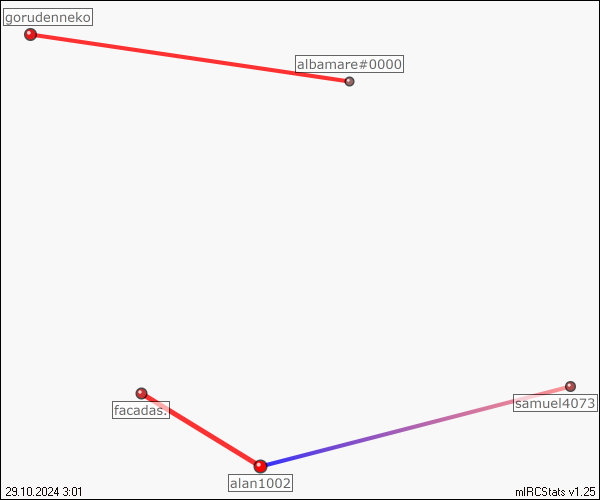 gorudenneko
albamare#0000
facadas.
samuel4073
alan1002
29.10.2024 3:01
mIRCStats v1.25